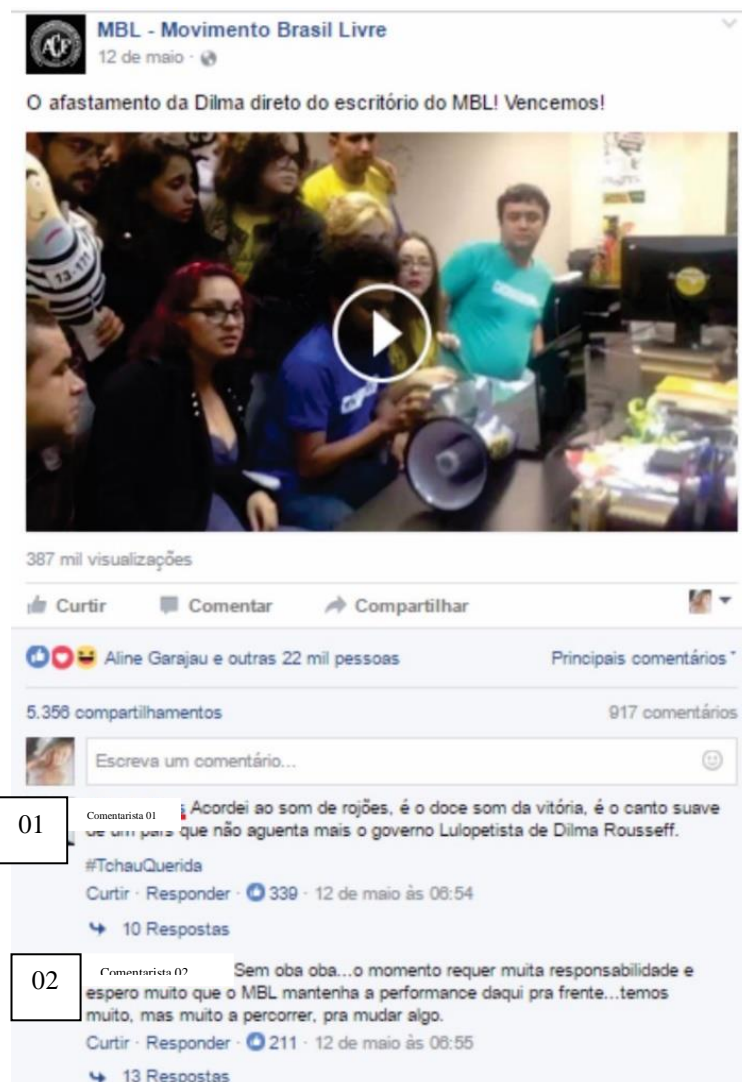 ACF
MBL - Movimento Brasil Livre
12 de maio ·
O afastamento da Dilma direto do escritório do MBL! Vencemos!
13-171
387 mil visualizações
Curtir Comentar Compartilhar
Aline Garajau e outras 22 mil pessoas Principais comentários
5.356 compartilhamentos 917 comentários
Escreva um comentário...
01 Comentarista 01 Acordei ao som de rojões, é o doce som da vitória, é o canto suave
de um país que não aguenta mais o governo Lulopetista de Dilma Rousseff.
#TchauQuerida
Curtir · Responder · 339 · 12 de maio às 06:54
10 Respostas
02 Comentarista 02 Sem oba oba...o momento requer muita responsabilidade e
espero muito que o MBL mantenha a performance daqui pra frente...temos
muito, mas muito a percorrer, pra mudar algo.
Curtir · Responder · 211 · 12 de maio às 06:55
13 Respostas